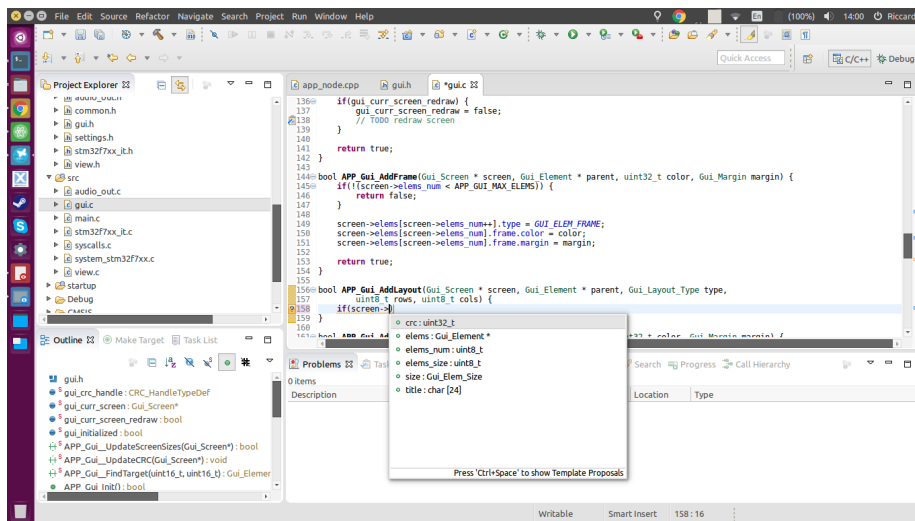 File Edit Source Refactor Navigate Search Project Run Window Help
En (100%) 14:00 Riccard
Quick Access C/C++ Debug
Project Explorer
audio_out.h
common.h
gui.h
settings.h
stm32f7xx_it.h
view.h
src
audio_out.c
gui.c
main.c
stm32f7xx_it.c
syscalls.c
system_stm32f7xx.c
view.c
startup
Debug
CMSIS
app_node.cpp gui.h *gui.c
136 if(gui_curr_screen_redraw) {
137 gui_curr_screen_redraw = false;
138 // TODO redraw screen
139 }
140
141 return true;
142 }
143
144 bool APP_Gui_AddFrame(Gui_Screen * screen, Gui_Element * parent, uint32_t color, Gui_Margin margin) {
145 if(!(screen->elems_num < APP_GUI_MAX_ELEMS)) {
146 return false;
147 }
148
149 screen->elems[screen->elems_num++].type = GUI_ELEM_FRAME;
150 screen->elems[screen->elems_num].frame.color = color;
151 screen->elems[screen->elems_num].frame.margin = margin;
152
153 return true;
154 }
155
156 bool APP_Gui_AddLayout(Gui_Screen * screen, Gui_Element * parent, Gui_Layout_Type type,
157 uint8_t rows, uint8_t cols) {
158 if(screen->)
159 }
160
crc : uint32_t
elems : Gui_Element *
elems_num : uint8_t
elems_size : uint8_t
size : Gui_Elem_Size
title : char [24]
Press 'Ctrl+Space' to show Template Proposals
Outline Make Target Task List
gui.h
gui_crc_handle : CRC_HandleTypeDef
gui_curr_screen : Gui_Screen*
gui_curr_screen_redraw : bool
gui_initialized : bool
APP_Gui__UpdateScreenSizes(Gui_Screen*) : bool
APP_Gui__UpdateCRC(Gui_Screen*) : void
APP_Gui__FindTarget(uint16_t, uint16_t) : Gui_Elemer
APP_Gui_Init() : bool
Problems Tas Search Progress Call Hierarchy
0 items
Description Location Type
Writable Smart Insert 158 : 16